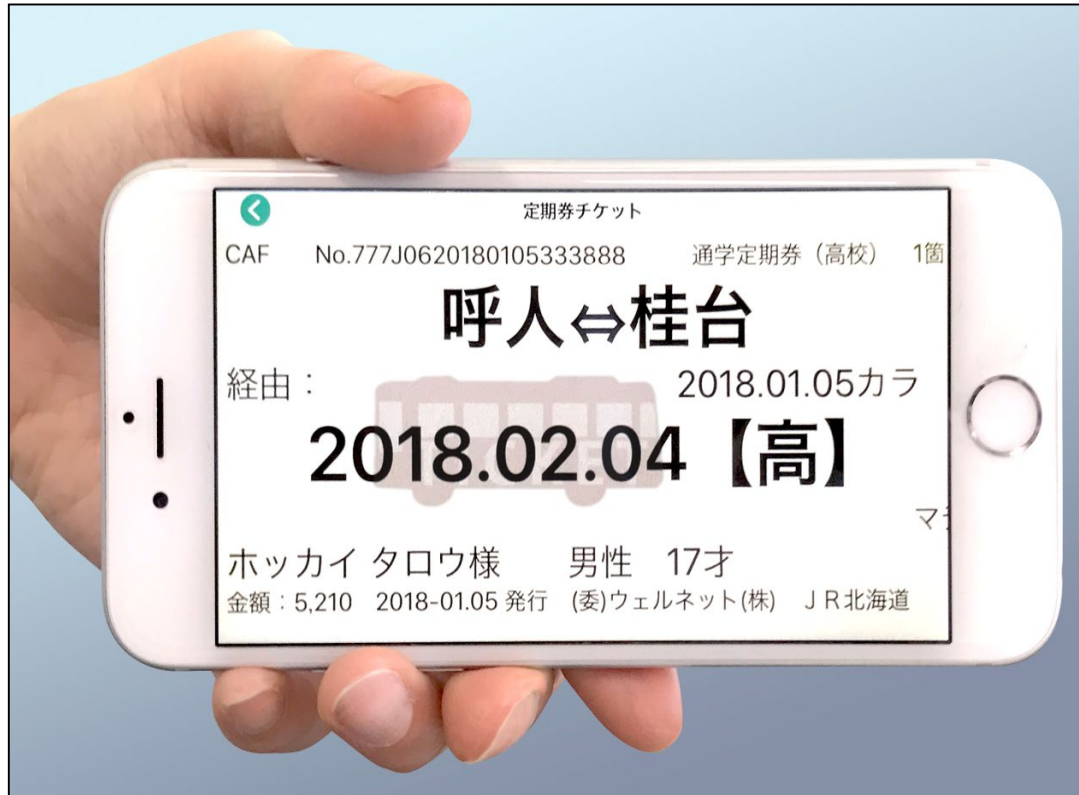 定期券チケット
CAF No.777J0620180105333888 通学定期券（高校） 1箇
呼人⇔桂台
経由： 2018.01.05カラ
2018.02.04【高】
ホッカイ タロウ様 男性 17才
金額：5,210 2018-01.05 発行 (委)ウェルネット(株) ＪＲ北海道